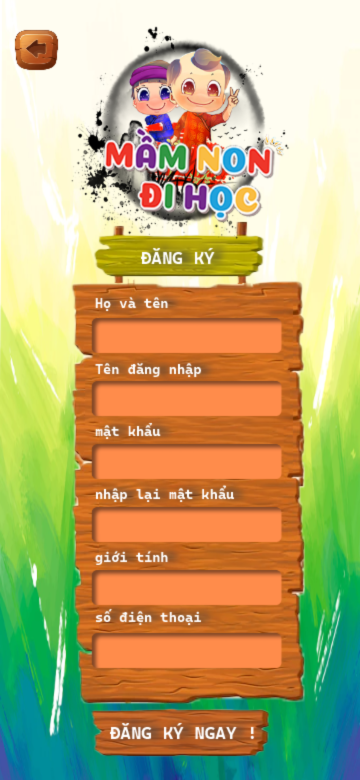 MẦM NON
ĐI HỌC
ĐĂNG KÝ
Họ và tên
Tên đăng nhập
mật khẩu
nhập lại mật khẩu
giới tính
số điện thoại
ĐĂNG KÝ NGAY !